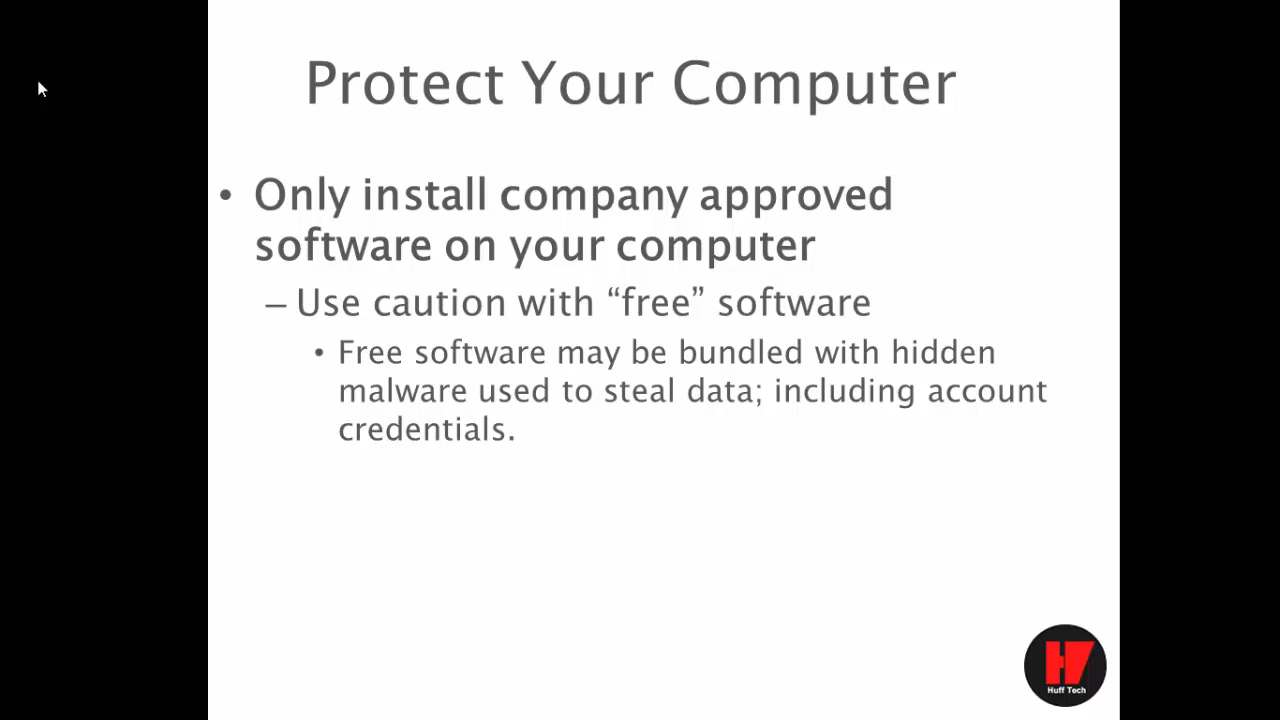 Protect Your Computer
• Only install company approved
software on your computer
– Use caution with “free” software
• Free software may be bundled with hidden
malware used to steal data; including account
credentials.
H7
Huff Tech